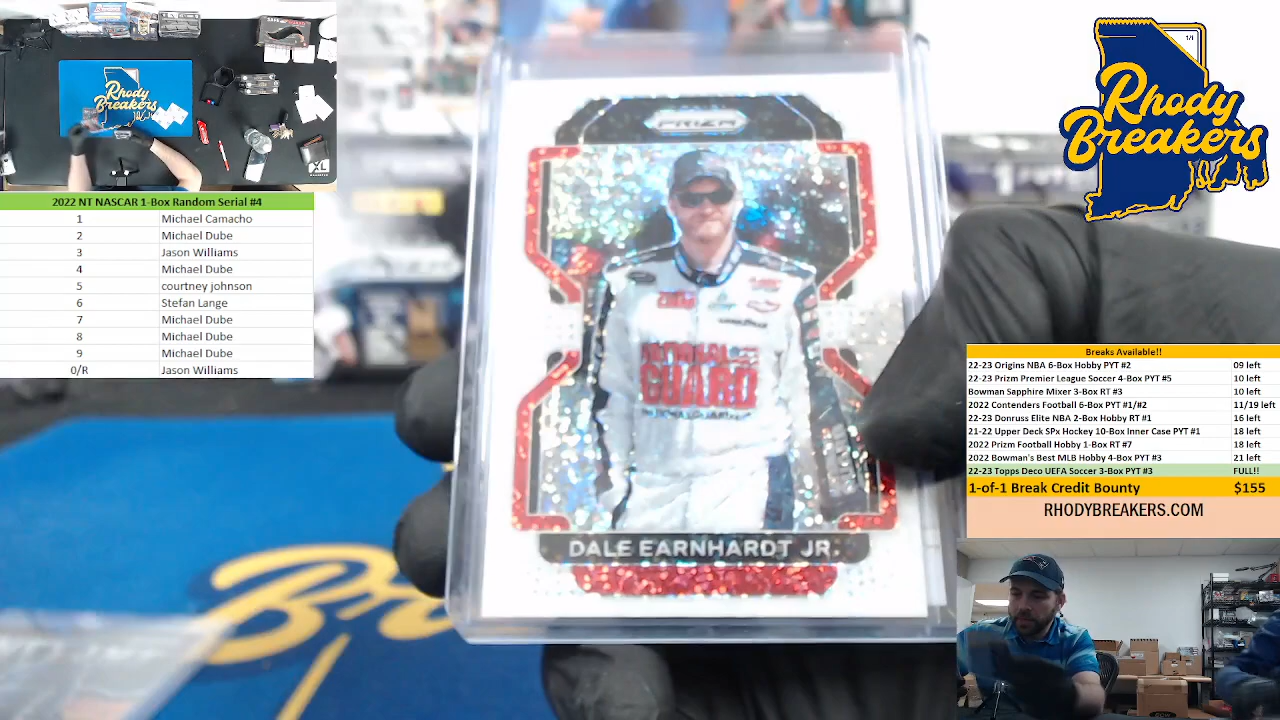 Rhody
Breakers
2022 NT NASCAR 1-Box Random Serial #4
1 Michael Camacho
2 Michael Dube
3 Jason Williams
4 Michael Dube
5 courtney johnson
6 Stefan Lange
7 Michael Dube
8 Michael Dube
9 Michael Dube
0/R Jason Williams
PRIZM
NATIONAL
GUARD
DALE EARNHARDT JR.
1/1
Rhody
Breakers
Breaks Available!!
22-23 Origins NBA 6-Box Hobby PYT #2 09 left
22-23 Prizm Premier League Soccer 4-Box PYT #5 10 left
Bowman Sapphire Mixer 3-Box RT #3 10 left
2022 Contenders Football 6-Box PYT #1/#2 11/19 left
22-23 Donruss Elite NBA 2-Box Hobby RT #1 16 left
21-22 Upper Deck SPx Hockey 10-Box Inner Case PYT #1 18 left
2022 Prizm Football Hobby 1-Box RT #7 18 left
2022 Bowman's Best MLB Hobby 4-Box PYT #3 21 left
22-23 Topps Deco UEFA Soccer 3-Box PYT #3 FULL!!
1-of-1 Break Credit Bounty $155
RHODYBREAKERS.COM